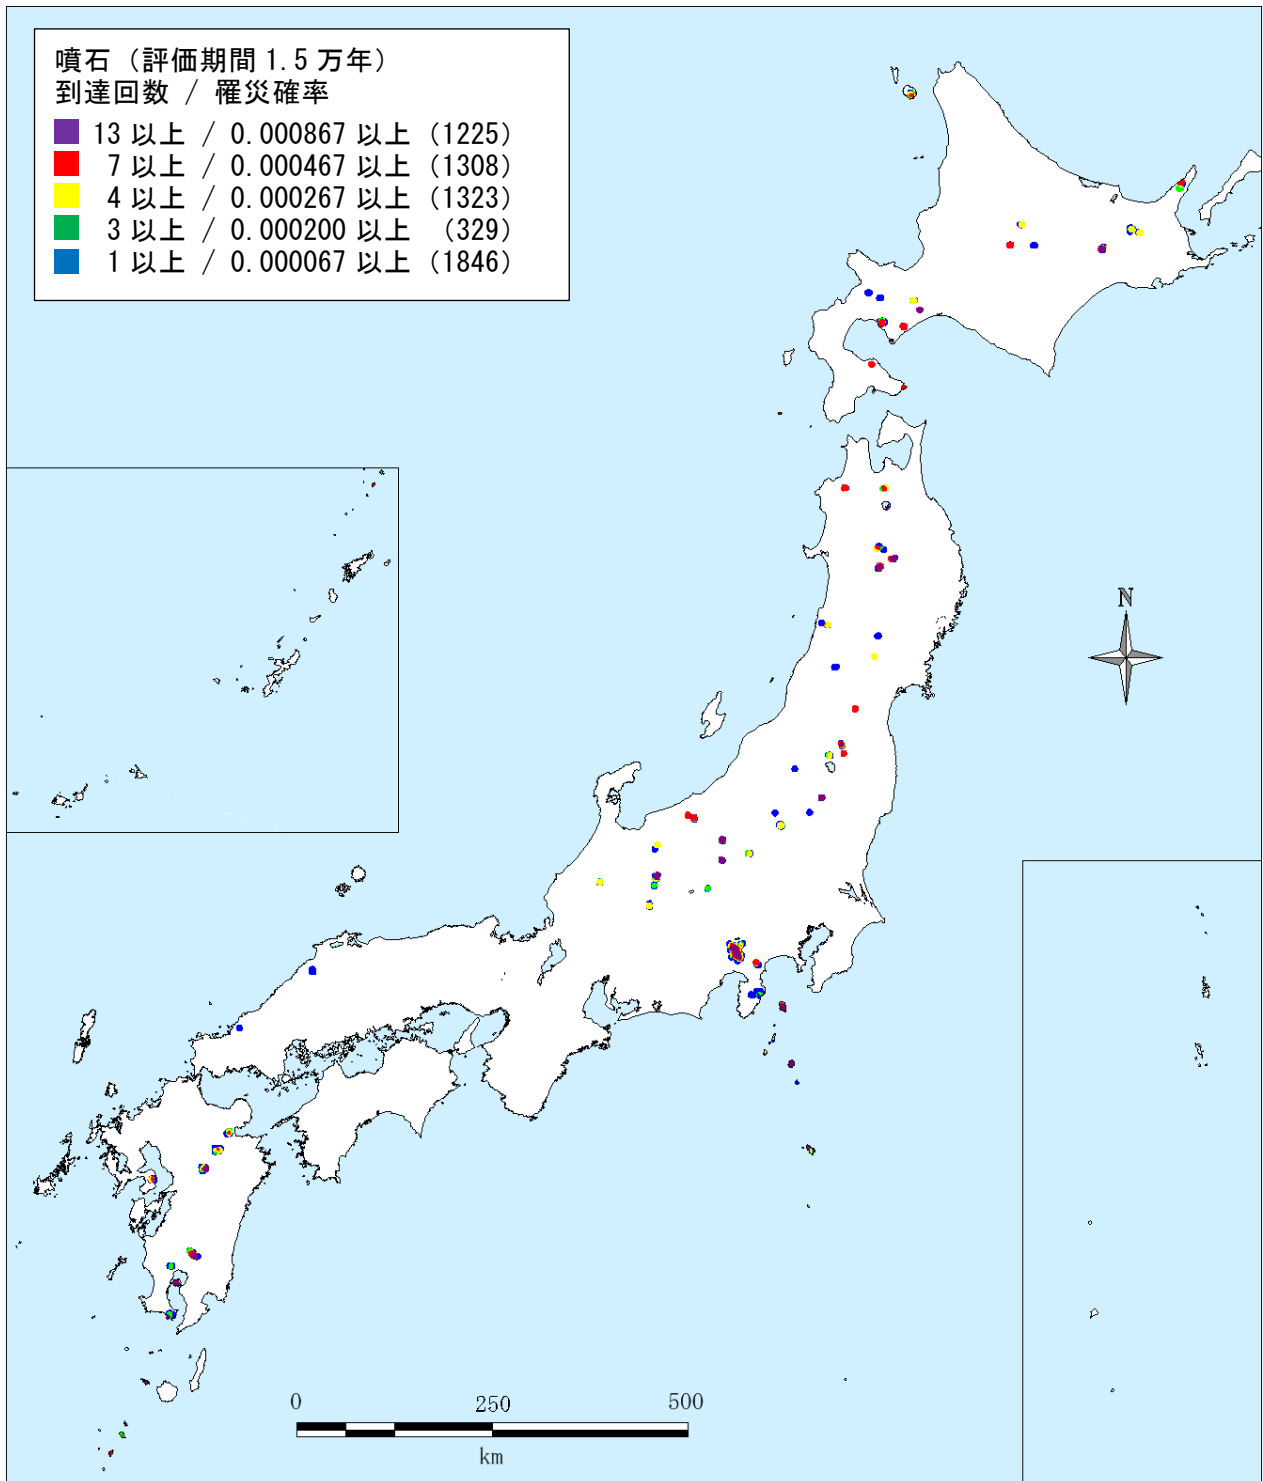 噴石（評価期間 1.5 万年）
到達回数 / 罹災確率
13 以上 / 0.000867 以上 (1225)
7 以上 / 0.000467 以上 (1308)
4 以上 / 0.000267 以上 (1323)
3 以上 / 0.000200 以上 (329)
1 以上 / 0.000067 以上 (1846)
N
0 250 500
km